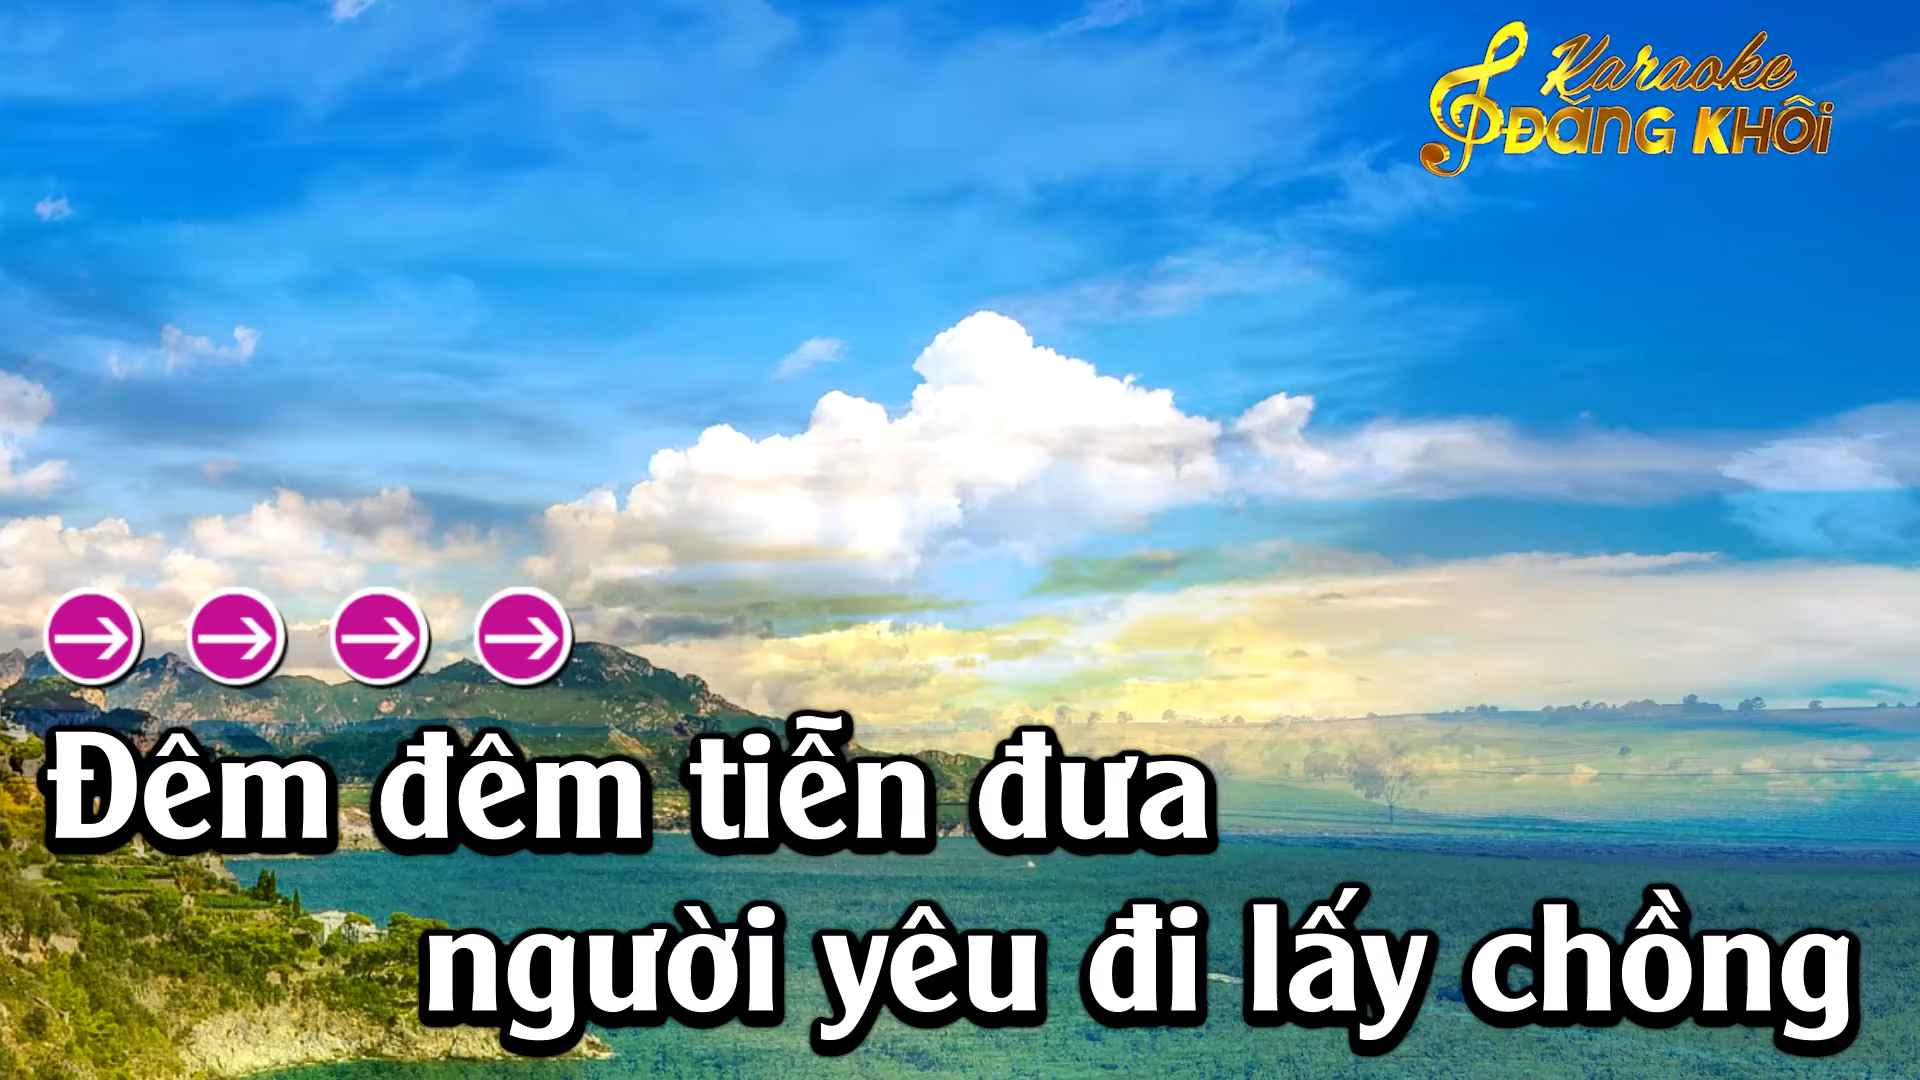 Karaoke
ĐĂNG KHÔI
Đêm đêm tiễn đưa
người yêu đi lấy chồng